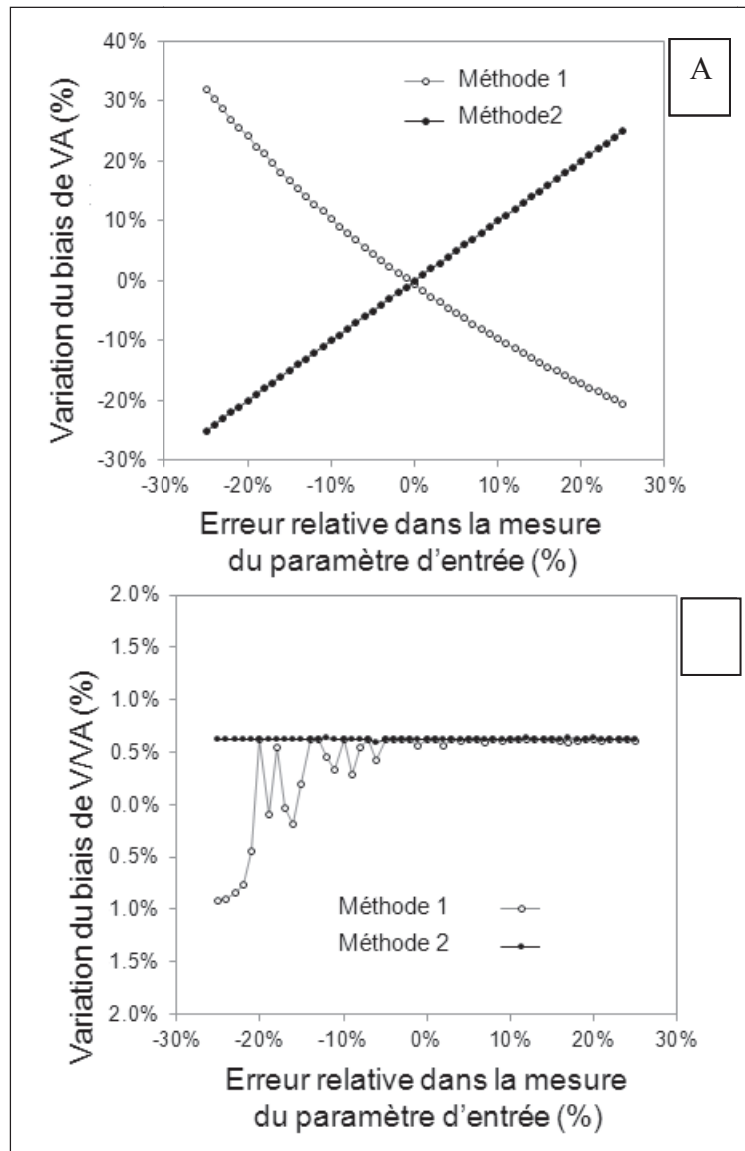 40%
30%
20%
10%
0%
-10%
-20%
-30%
Variation du biais de VA (%)
Méthode 1
Méthode2
A
-30%
-20%
-10%
0%
10%
20%
30%
Erreur relative dans la mesure
du paramètre d'entrée (%)
2.0%
1.5%
1.0%
0.5%
0.0%
0.5%
1.0%
1.5%
2.0%
Variation du biais de V/VA (%)
Méthode 1
Méthode 2
-30%
-20%
-10%
0%
10%
20%
30%
Erreur relative dans la mesure
du paramètre d'entrée (%)